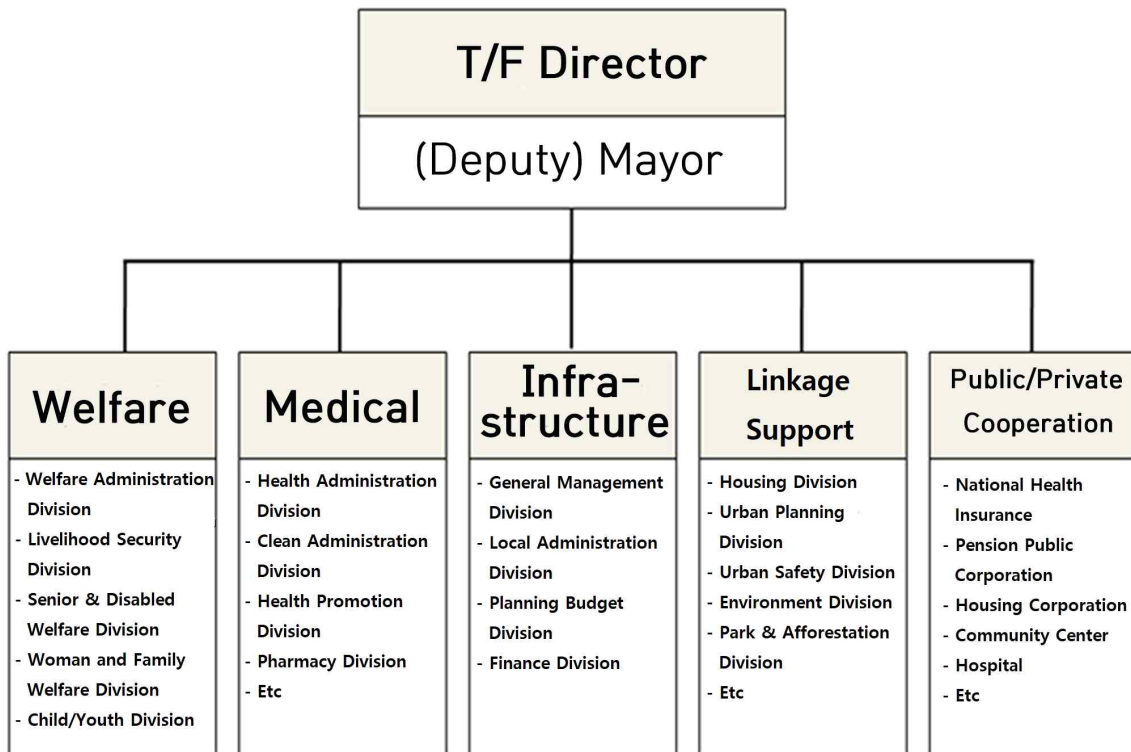 T/F Director
(Deputy) Mayor
Welfare
- Welfare Administration
Division
- Livelihood Security
Division
- Senior & Disabled
Welfare Division
- Woman and Family
Welfare Division
- Child/Youth Division
Medical
- Health Administration
Division
- Clean Administration
Division
- Health Promotion
Division
- Pharmacy Division
- Etc
Infra-
structure
- General Management
Division
- Local Administration
Division
- Planning Budget
Division
- Finance Division
Linkage
Support
- Housing Division
- Urban Planning
Division
- Urban Safety Division
- Environment Division
- Park & Afforestation
Division
- Etc
Public/Private
Cooperation
- National Health
Insurance
- Pension Public
Corporation
- Housing Corporation
- Community Center
- Hospital
- Etc